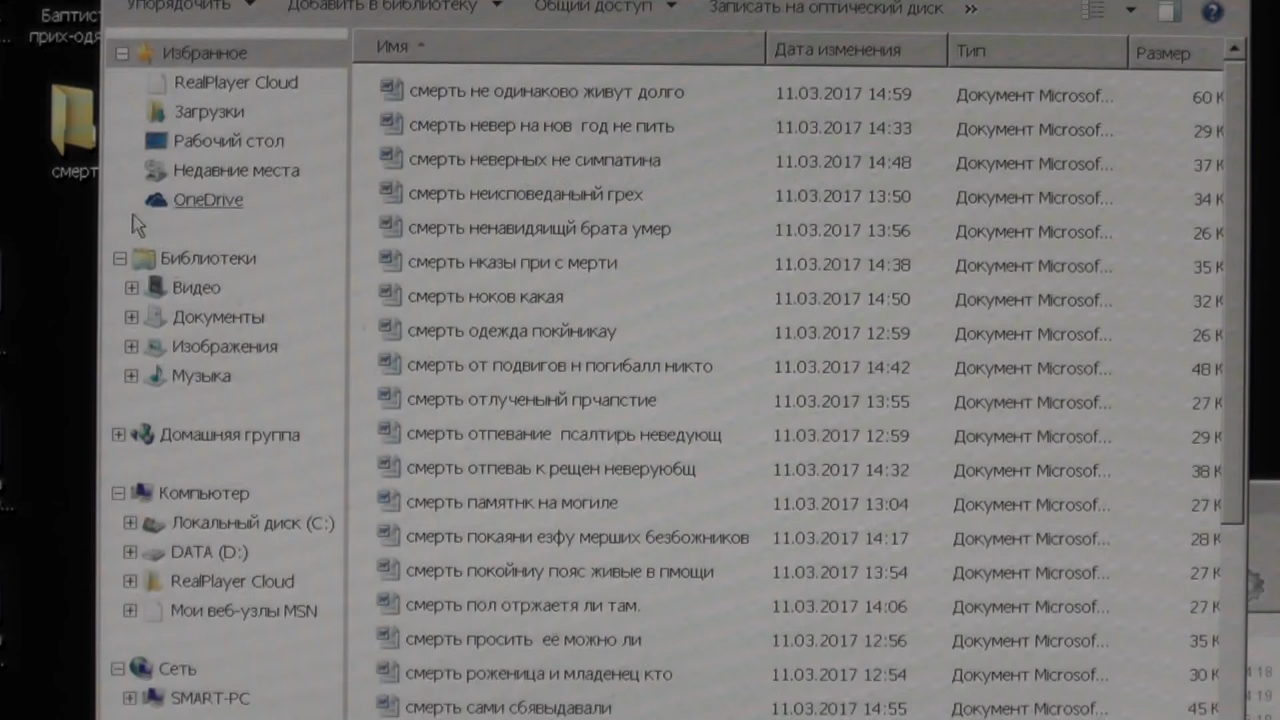 Упорядочить Добавить в библиотеку Общий доступ Записать на оптический диск »
Баптис
прих-одя
смерт
Избранное
RealPlayer Cloud
Загрузки
Рабочий стол
Недавние места
OneDrive
Библиотеки
Видео
Документы
Изображения
Музыка
Домашняя группа
Компьютер
Локальный диск (C:)
DATA (D:)
RealPlayer Cloud
Мои веб-узлы MSN
Сеть
SMART-PC
Имя Дата изменения Тип Размер
смерть не одинаково живут долго 11.03.2017 14:59 Документ Microsof... 60 К
смерть невер на нов год не пить 11.03.2017 14:33 Документ Microsof... 29 К
смерть неверных не симпатина 11.03.2017 14:48 Документ Microsof... 37 К
смерть неисповеданынй грех 11.03.2017 13:50 Документ Microsof... 34 К
смерть ненавидяищй брата умер 11.03.2017 13:56 Документ Microsof... 26 К
смерть нказы при с мерти 11.03.2017 14:38 Документ Microsof... 35 К
смерть ноков какая 11.03.2017 14:50 Документ Microsof... 32 К
смерть одежда покйникау 11.03.2017 12:59 Документ Microsof... 26 К
смерть от подвигов н погибалл никто 11.03.2017 14:42 Документ Microsof... 48 К
смерть отлученынй прчапстие 11.03.2017 13:55 Документ Microsof... 27 К
смерть отпевание псалтирь неведующ 11.03.2017 12:59 Документ Microsof... 29 К
смерть отпеваь к рещен неверуюбщ 11.03.2017 14:32 Документ Microsof... 38 К
смерть памятнк на могиле 11.03.2017 13:04 Документ Microsof... 27 К
смерть покаяни езфу мерших безбожников 11.03.2017 14:17 Документ Microsof... 28 К
смерть покойниу пояс живые в пмощи 11.03.2017 13:54 Документ Microsof... 27 К
смерть пол отржаетя ли там. 11.03.2017 14:06 Документ Microsof... 27 К
смерть просить её можно ли 11.03.2017 12:56 Документ Microsof... 35 К
смерть роженица и младенец кто 11.03.2017 12:54 Документ Microsof... 30 К
смерть сами сбявыдавали 11.03.2017 14:55 Документ Microsof... 45 К